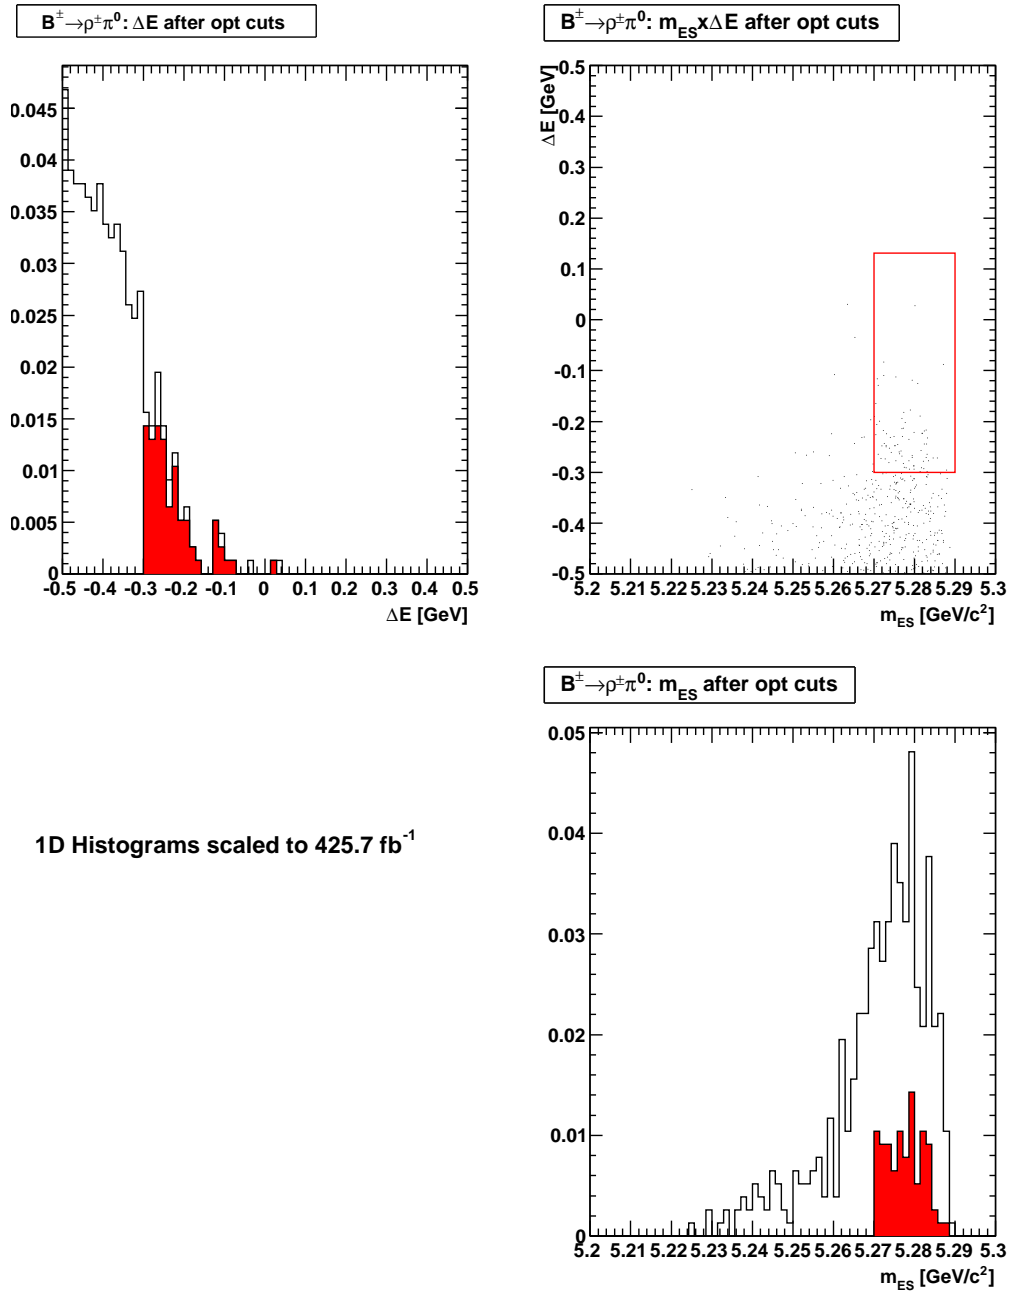 B±→ρ±π⁰: ΔE after opt cuts
0.045
0.04
0.035
0.03
0.025
0.02
0.015
0.01
0.005
0
-0.5 -0.4 -0.3 -0.2 -0.1 0 0.1 0.2 0.3 0.4 0.5
ΔE [GeV]
B±→ρ±π⁰: mESxΔE after opt cuts
ΔE [GeV]
0.5
0.4
0.3
0.2
0.1
0
-0.1
-0.2
-0.3
-0.4
-0.5
5.2 5.21 5.22 5.23 5.24 5.25 5.26 5.27 5.28 5.29 5.3
mES [GeV/c²]
1D Histograms scaled to 425.7 fb⁻¹
B±→ρ±π⁰: mES after opt cuts
0.05
0.04
0.03
0.02
0.01
0
5.2 5.21 5.22 5.23 5.24 5.25 5.26 5.27 5.28 5.29 5.3
mES [GeV/c²]